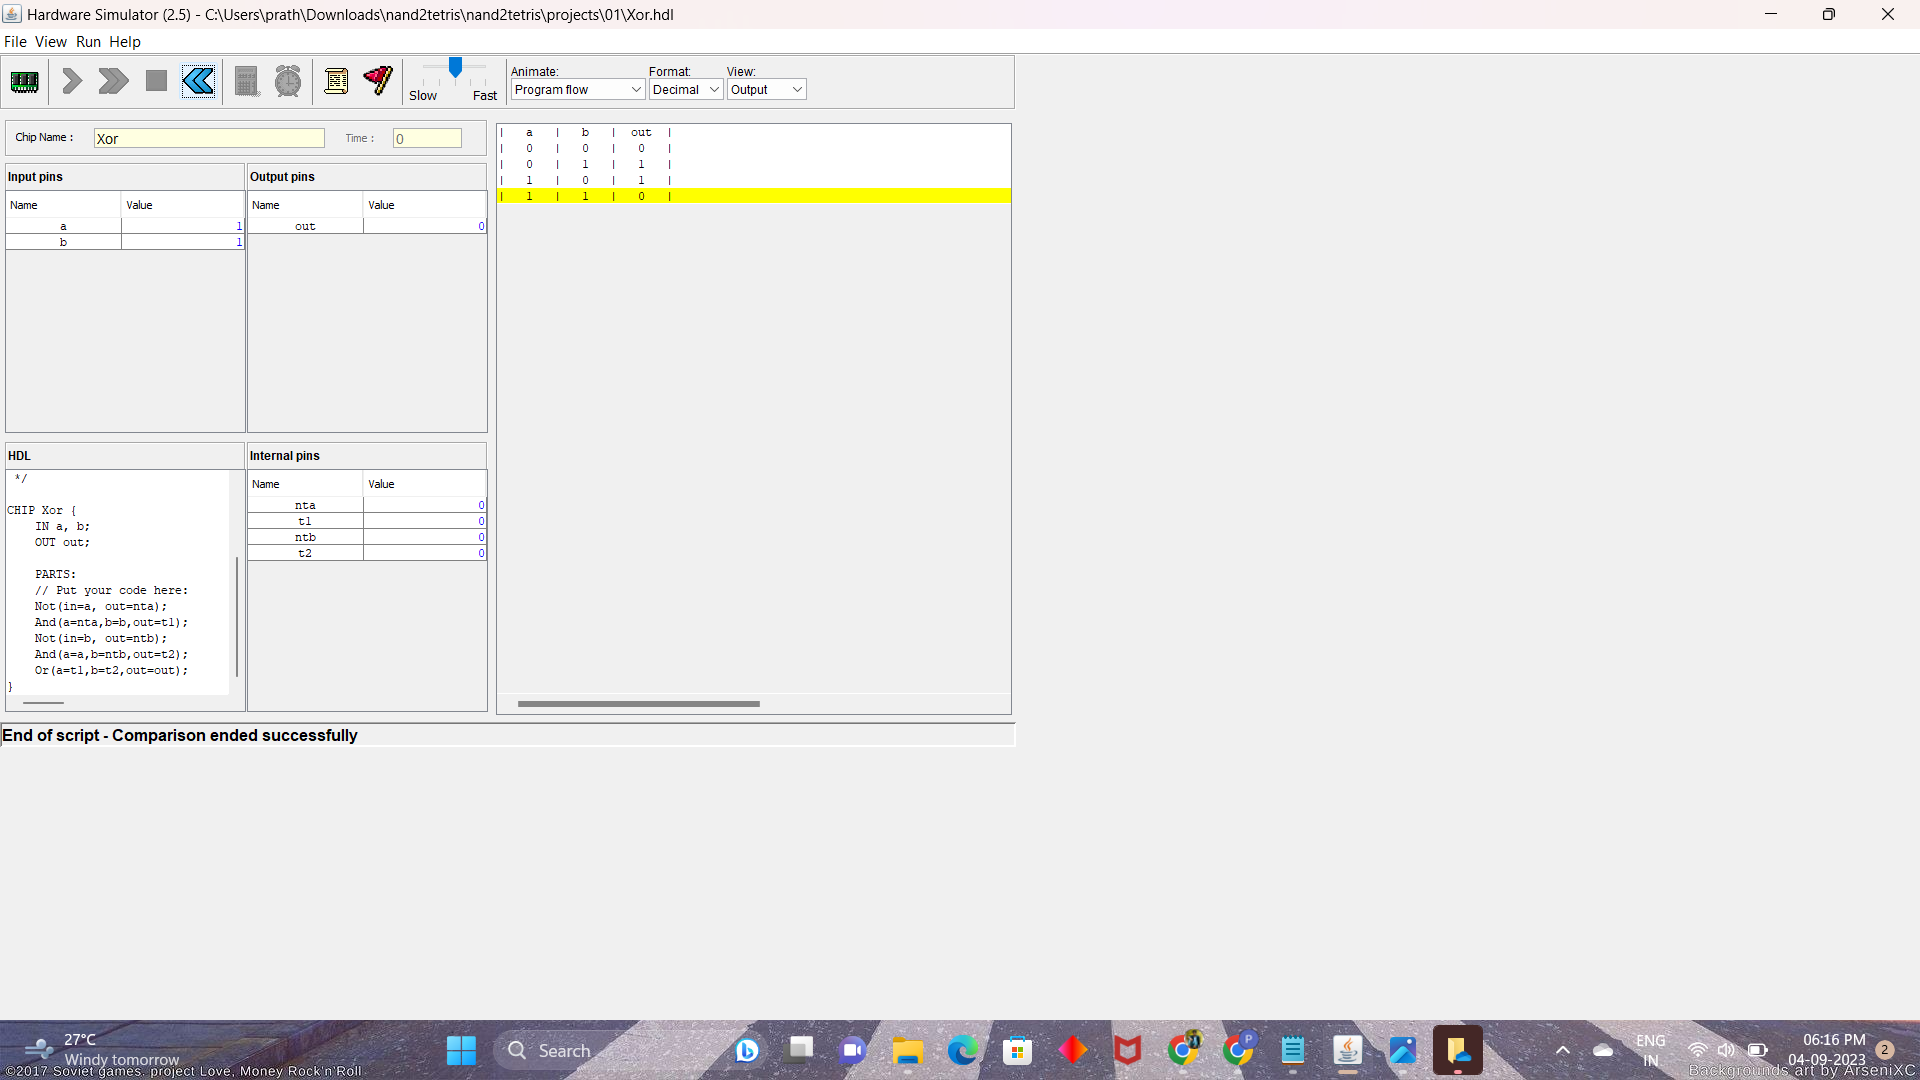 Hardware Simulator (2.5) - C:\Users\prath\Downloads\nand2tetris\nand2tetris\projects\01\Xor.hdl
File View Run Help
Slow Fast
Animate: Format: View:
Program flow Decimal Output
Chip Name : Xor Time : 0
Input pins
Name Value
a 1
b 1
Output pins
Name Value
out 0
HDL
*/
CHIP Xor {
IN a, b;
OUT out;
PARTS:
// Put your code here:
Not(in=a, out=nta);
And(a=nta,b=b,out=t1);
Not(in=b, out=ntb);
And(a=a,b=ntb,out=t2);
Or(a=t1,b=t2,out=out);
}
Internal pins
Name Value
nta 0
t1 0
ntb 0
t2 0
| a | b | out |
| 0 | 0 | 0 |
| 0 | 1 | 1 |
| 1 | 0 | 1 |
| 1 | 1 | 0 |
End of script - Comparison ended successfully
27°C
Windy tomorrow
©2017 Soviet games, project Love, Money Rock'n'Roll
Search
P
ENG
IN
06:16 PM
04-09-2023
2
Backgrounds art by ArseniXC